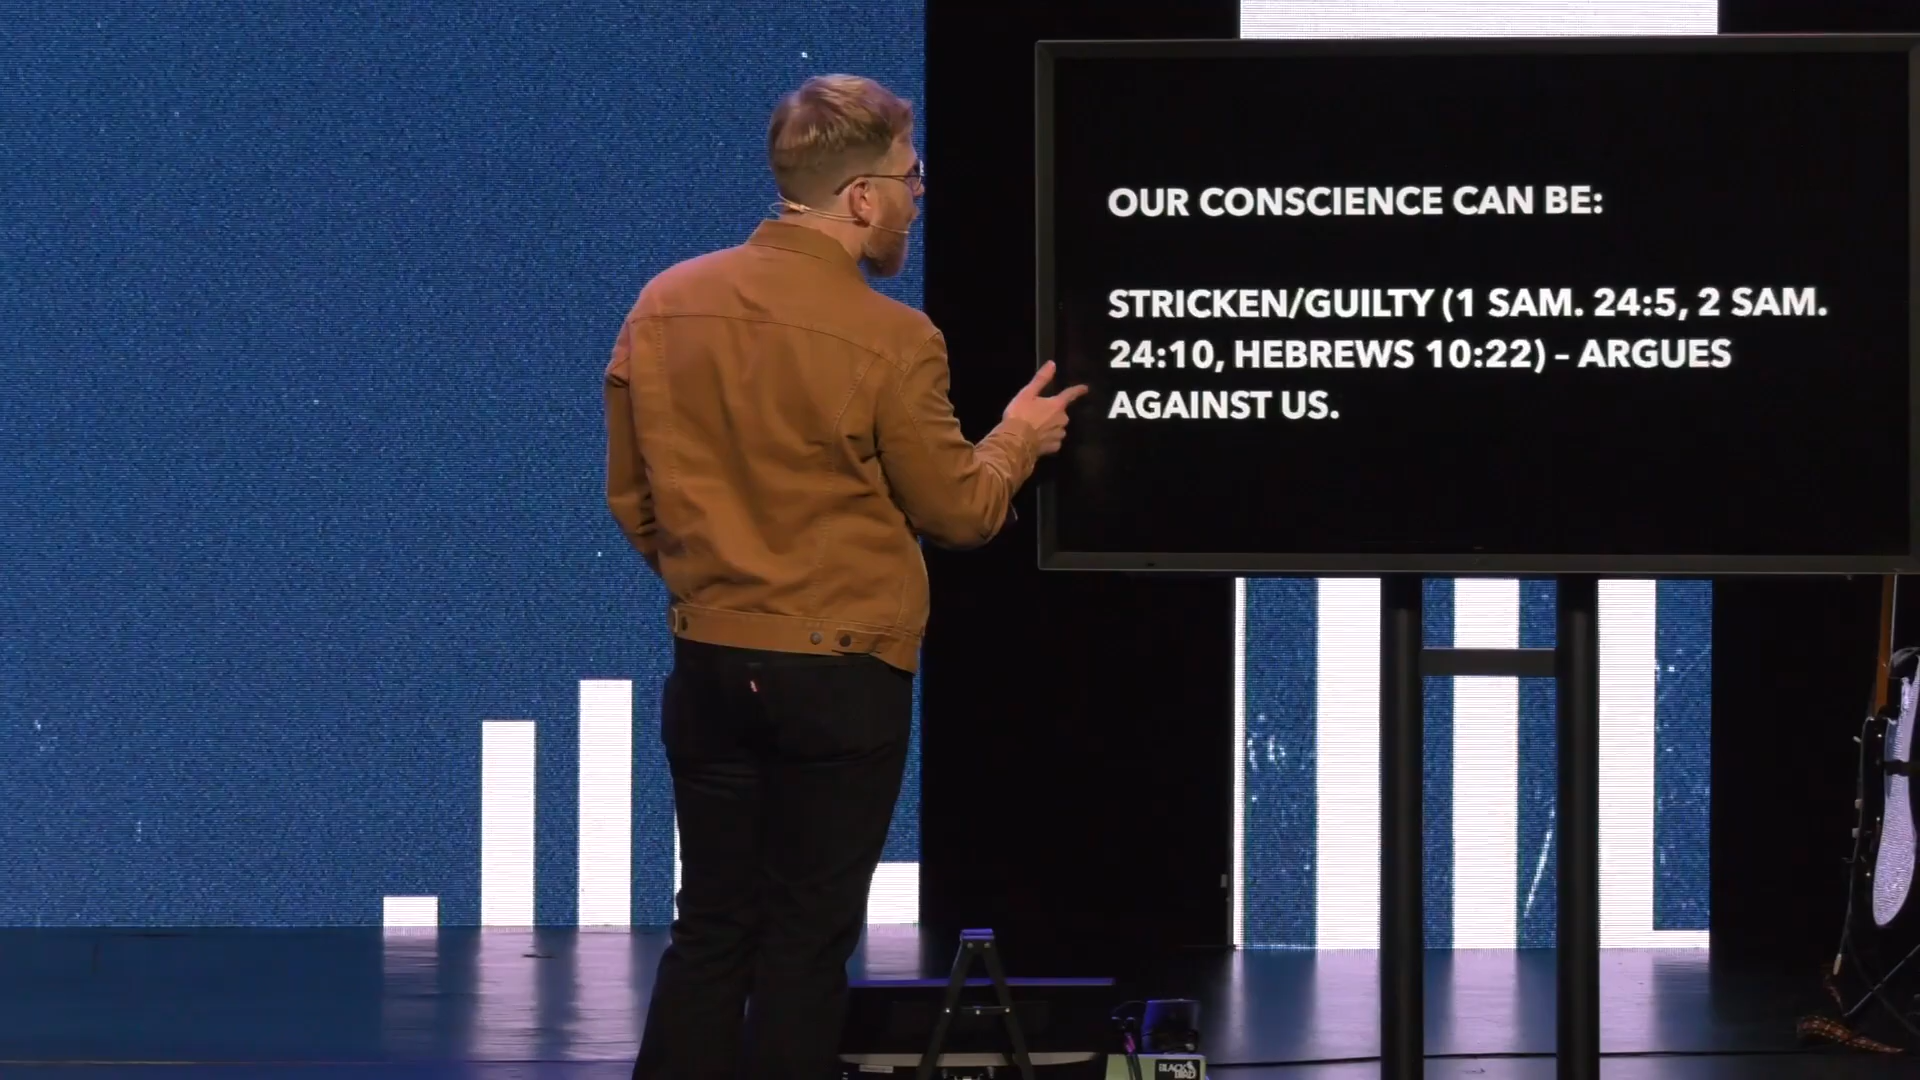 OUR CONSCIENCE CAN BE:
STRICKEN/GUILTY (1 SAM. 24:5, 2 SAM.
24:10, HEBREWS 10:22) – ARGUES
AGAINST US.
BLACKBIRD